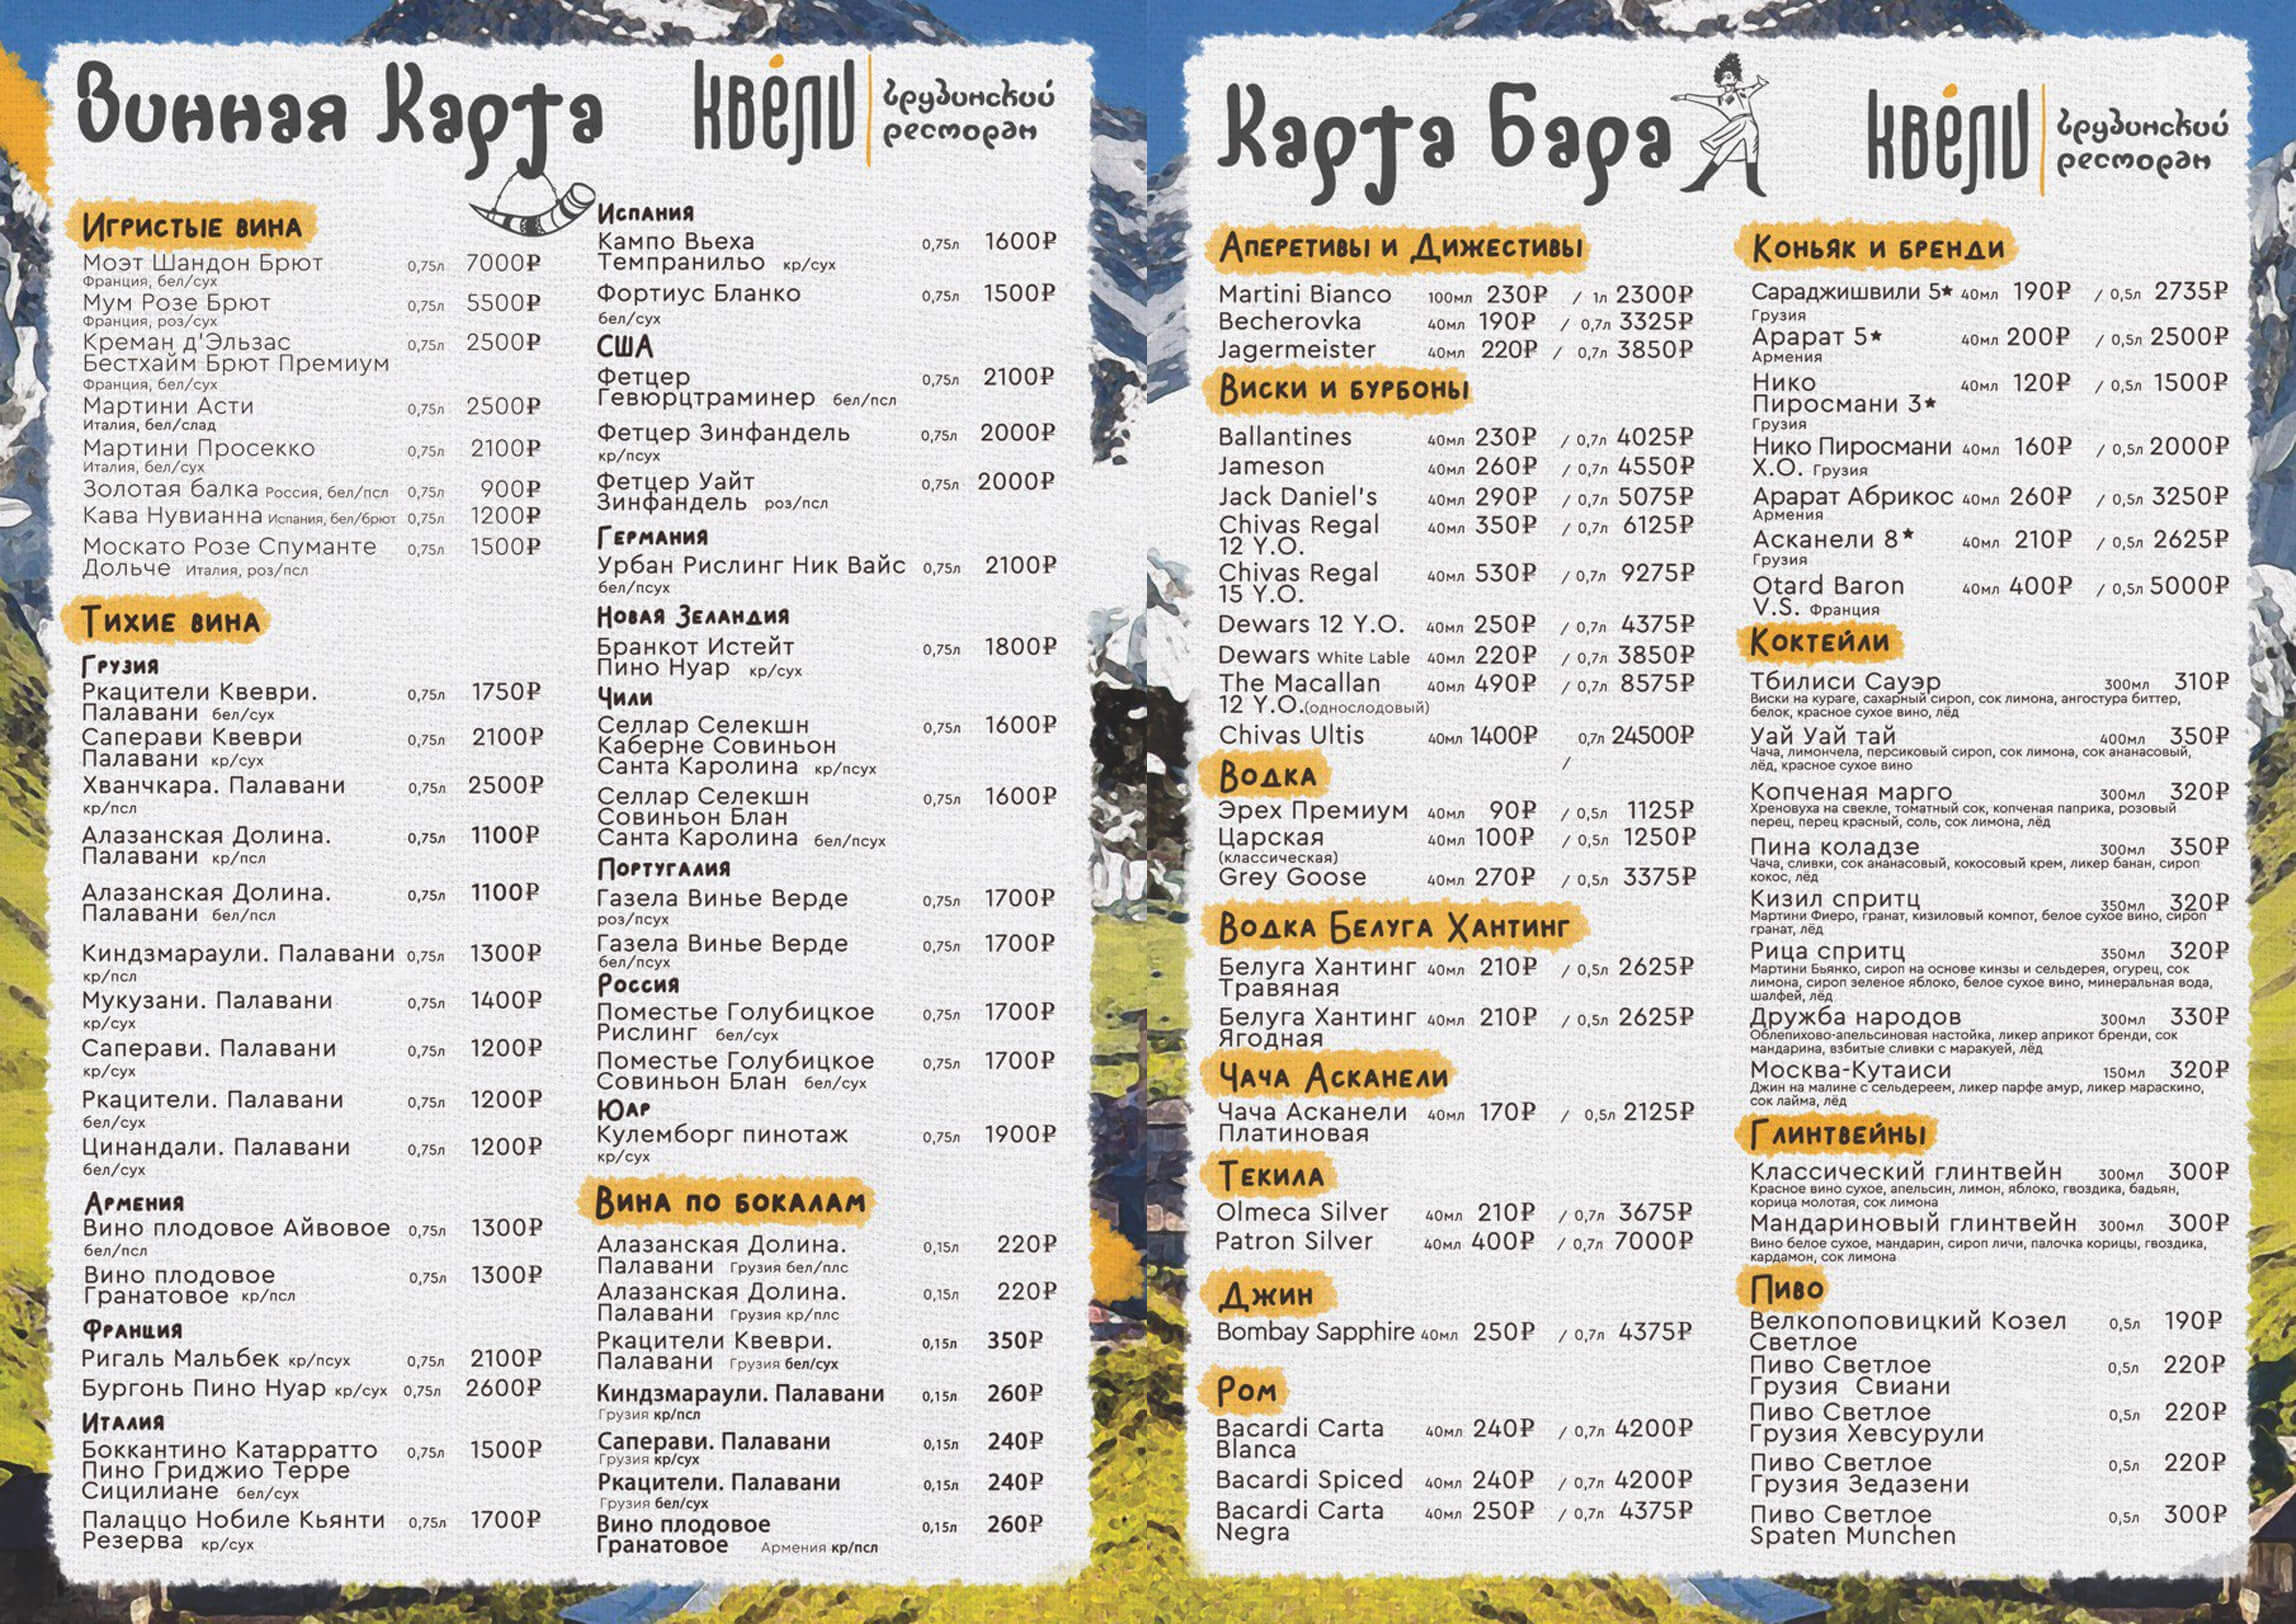 Винная Карта
квели
грузинский
ресторан
Игристые вина
Моэт Шандон Брют 0,75л 7000₽
Франция, бел/сух
Мум Розе Брют 0,75л 5500₽
Франция, роз/сух
Креман д'Эльзас 0,75л 2500₽
Бестхайм Брют Премиум
Франция, бел/сух
Мартини Асти 0,75л 2500₽
Италия, бел/слад
Мартини Просекко 0,75л 2100₽
Италия, бел/сух
Золотая балка Россия, бел/псл 0,75л 900₽
Кава Нувианна Испания, бел/брют 0,75л 1200₽
Москато Розе Спуманте 0,75л 1500₽
Дольче Италия, роз/псл
Тихие вина
Грузия
Ркацители Квеври. 0,75л 1750₽
Палавани бел/сух
Саперави Квеври 0,75л 2100₽
Палавани кр/сух
Хванчкара. Палавани 0,75л 2500₽
кр/псл
Алазанская Долина. 0,75л 1100₽
Палавани кр/псл
Алазанская Долина. 0,75л 1100₽
Палавани бел/псл
Киндзмараули. Палавани 0,75л 1300₽
кр/псл
Мукузани. Палавани 0,75л 1400₽
кр/сух
Саперави. Палавани 0,75л 1200₽
кр/сух
Ркацители. Палавани 0,75л 1200₽
бел/сух
Цинандали. Палавани 0,75л 1200₽
бел/сух
Армения
Вино плодовое Айвовое 0,75л 1300₽
бел/псл
Вино плодовое 0,75л 1300₽
Гранатовое кр/псл
Франция
Ригаль Мальбек кр/псух 0,75л 2100₽
Бургонь Пино Нуар кр/сух 0,75л 2600₽
Италия
Боккантино Катарратто 0,75л 1500₽
Пино Гриджио Терре
Сицилиане бел/сух
Палаццо Нобиле Кьянти 0,75л 1700₽
Резерва кр/сух
Испания
Кампо Вьеха 0,75л 1600₽
Темпранильо кр/сух
Фортиус Бланко 0,75л 1500₽
бел/сух
США
Фетцер 0,75л 2100₽
Гевюрцтраминер бел/псл
Фетцер Зинфандель 0,75л 2000₽
кр/псух
Фетцер Уайт 0,75л 2000₽
Зинфандель роз/псл
Германия
Урбан Рислинг Ник Вайс 0,75л 2100₽
бел/псух
Новая Зеландия
Бранкот Истейт 0,75л 1800₽
Пино Нуар кр/сух
Чили
Селлар Селекшн 0,75л 1600₽
Каберне Совиньон
Санта Каролина кр/псух
Селлар Селекшн 0,75л 1600₽
Совиньон Блан
Санта Каролина бел/псух
Португалия
Газела Винье Верде 0,75л 1700₽
роз/псух
Газела Винье Верде 0,75л 1700₽
бел/псух
Россия
Поместье Голубицкое 0,75л 1700₽
Рислинг бел/сух
Поместье Голубицкое 0,75л 1700₽
Совиньон Блан бел/сух
Юар
Кулемборг пинотаж 0,75л 1900₽
кр/сух
Вина по бокалам
Алазанская Долина. 0,15л 220₽
Палавани Грузия бел/плс
Алазанская Долина. 0,15л 220₽
Палавани Грузия кр/плс
Ркацители Квеври. 0,15л 350₽
Палавани Грузия бел/сух
Киндзмараули. Палавани 0,15л 260₽
Грузия кр/псл
Саперави. Палавани 0,15л 240₽
Грузия кр/сух
Ркацители. Палавани 0,15л 240₽
Грузия бел/сух
Вино плодовое 0,15л 260₽
Гранатовое Армения кр/псл
Карта Бара
квели
грузинский
ресторан
Аперетивы и Дижестивы
Martini Bianco 100мл 230₽ / 1л 2300₽
Becherovka 40мл 190₽ / 0,7л 3325₽
Jagermeister 40мл 220₽ / 0,7л 3850₽
Виски и бурбоны
Ballantines 40мл 230₽ / 0,7л 4025₽
Jameson 40мл 260₽ / 0,7л 4550₽
Jack Daniel's 40мл 290₽ / 0,7л 5075₽
Chivas Regal 40мл 350₽ / 0,7л 6125₽
12 Y.O.
Chivas Regal 40мл 530₽ / 0,7л 9275₽
15 Y.O.
Dewars 12 Y.O. 40мл 250₽ / 0,7л 4375₽
Dewars White Lable 40мл 220₽ / 0,7л 3850₽
The Macallan 40мл 490₽ / 0,7л 8575₽
12 Y.O.(однослодовый)
Chivas Ultis 40мл 1400₽ 0,7л 24500₽
/
Водка
Эрех Премиум 40мл 90₽ / 0,5л 1125₽
Царская 40мл 100₽ / 0,5л 1250₽
(классическая)
Grey Goose 40мл 270₽ / 0,5л 3375₽
Водка Белуга Хантинг
Белуга Хантинг 40мл 210₽ / 0,5л 2625₽
Травяная
Белуга Хантинг 40мл 210₽ / 0,5л 2625₽
Ягодная
Чача Асканели
Чача Асканели 40мл 170₽ / 0,5л 2125₽
Платиновая
Текила
Olmeca Silver 40мл 210₽ / 0,7л 3675₽
Patron Silver 40мл 400₽ / 0,7л 7000₽
Джин
Bombay Sapphire 40мл 250₽ / 0,7л 4375₽
Ром
Bacardi Carta 40мл 240₽ / 0,7л 4200₽
Blanca
Bacardi Spiced 40мл 240₽ / 0,7л 4200₽
Bacardi Carta 40мл 250₽ / 0,7л 4375₽
Negra
Коньяк и бренди
Сараджишвили 5★ 40мл 190₽ / 0,5л 2735₽
Грузия
Арарат 5★ 40мл 200₽ / 0,5л 2500₽
Армения
Нико 40мл 120₽ / 0,5л 1500₽
Пиросмани 3★
Грузия
Нико Пиросмани 40мл 160₽ / 0,5л 2000₽
Х.О. Грузия
Арарат Абрикос 40мл 260₽ / 0,5л 3250₽
Армения
Асканели 8★ 40мл 210₽ / 0,5л 2625₽
Грузия
Otard Baron 40мл 400₽ / 0,5л 5000₽
V.S. Франция
Коктейли
Тбилиси Сауэр 300мл 310₽
Виски на кураге, сахарный сироп, сок лимона, ангостура биттер,
белок, красное сухое вино, лёд
Уай Уай тай 400мл 350₽
Чача, лимончела, персиковый сироп, сок лимона, сок ананасовый,
лёд, красное сухое вино
Копченая марго 300мл 320₽
Хреновуха на свекле, томатный сок, копченая паприка, розовый
перец, перец красный, соль, сок лимона, лёд
Пина коладзе 300мл 350₽
Чача, сливки, сок ананасовый, кокосовый крем, ликер банан, сироп
кокос, лёд
Кизил спритц 350мл 320₽
Мартини Фиеро, гранат, кизиловый компот, белое сухое вино, сироп
гранат, лёд
Рица спритц 350мл 320₽
Мартини Бьянко, сироп на основе кинзы и сельдерея, огурец, сок
лимона, сироп зеленое яблоко, белое сухое вино, минеральная вода,
шалфей, лёд
Дружба народов 300мл 330₽
Облепихово-апельсиновая настойка, ликер априкот бренди, сок
мандарина, взбитые сливки с маракуей, лёд
Москва-Кутаиси 150мл 320₽
Джин на малине с сельдереем, ликер парфе амур, ликер мараскино,
сок лайма, лёд
Глинтвейны
Классический глинтвейн 300мл 300₽
Красное вино сухое, апельсин, лимон, яблоко, гвоздика, бадьян,
корица молотая, сок лимона
Мандариновый глинтвейн 300мл 300₽
Вино белое сухое, мандарин, сироп личи, палочка корицы, гвоздика,
кардамон, сок лимона
Пиво
Велкопоповицкий Козел 0,5л 190₽
Светлое
Пиво Светлое 0,5л 220₽
Грузия Свиани
Пиво Светлое 0,5л 220₽
Грузия Хевсурули
Пиво Светлое 0,5л 220₽
Грузия Зедазени
Пиво Светлое 0,5л 300₽
Spaten Munchen